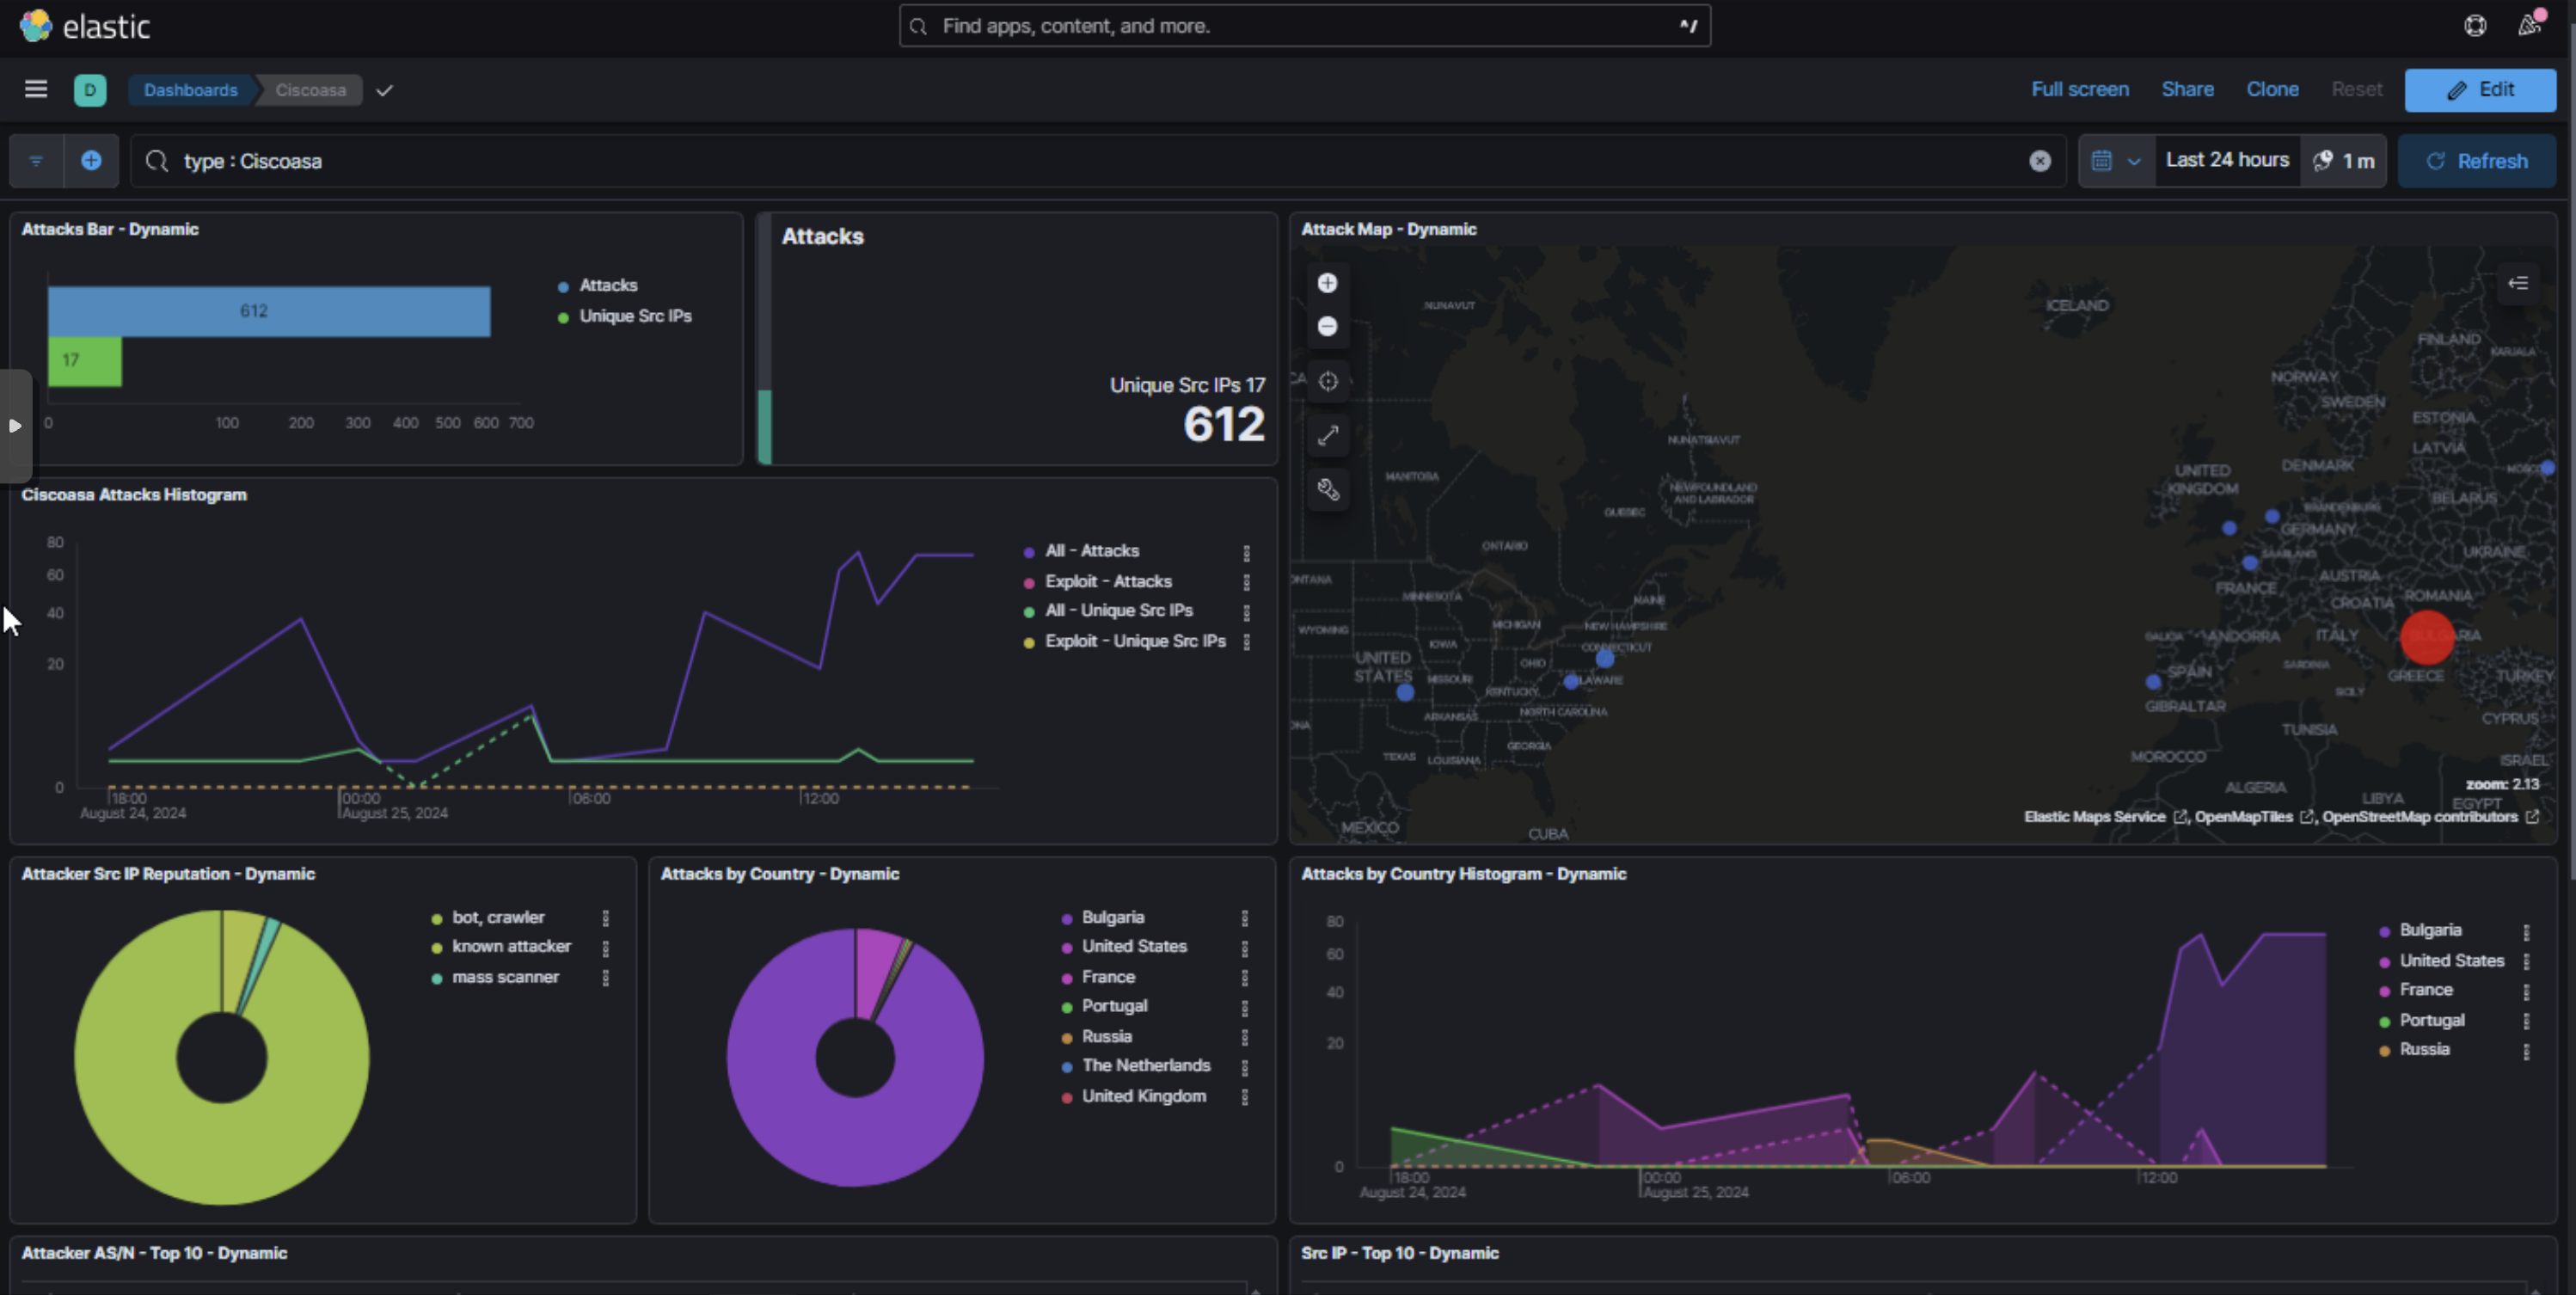 elastic
Find apps, content, and more.
^/
D
Dashboards
Ciscoasa
Full screen
Share
Clone
Reset
Edit
type : Ciscoasa
Last 24 hours
1 m
Refresh
Attacks Bar - Dynamic
612
17
0 100 200 300 400 500 600 700
Attacks
Unique Src IPs
Attacks
Unique Src IPs 17
612
Attack Map - Dynamic
NUNAVUT
ICELAND
FINLAND
KARJALA
NORWAY
SWEDEN
ESTONIA
LATVIA
NUNATSIAVUT
MANITOBA
NEWFOUNDLAND
AND LABRADOR
QUEBEC
ONTARIO
UNITED
KINGDOM
DENMARK
MOSCO
BELARUS
BRANDENBURG
GERMANY
SAARLAND
UKRAINE
FRANCE
AUSTRIA
ROMANIA
CROATIA
ONTANA
MINNESOTA
MAINE
WYOMING
MICHIGAN
NEW HAMPSHIRE
IOWA
CONNECTICUT
UNITED
STATES
OHIO
MISSOURI
KENTUCKY
LAWARE
ARKANSAS
NORTH CAROLINA
GEORGIA
TEXAS
LOUISIANA
MEXICO
CUBA
GALICIA
ANDORRA
ITALY
BULGARIA
SPAIN
SARDINIA
GREECE
TURKEY
SICILY
GIBRALTAR
CYPRUS
TUNISIA
MOROCCO
ISRAEL
ALGERIA
LIBYA
EGYPT
zoom: 2.13
Elastic Maps Service , OpenMapTiles , OpenStreetMap contributors
Ciscoasa Attacks Histogram
80
60
40
20
0
18:00 00:00 06:00 12:00
August 24, 2024 August 25, 2024
All - Attacks
Exploit - Attacks
All - Unique Src IPs
Exploit - Unique Src IPs
Attacker Src IP Reputation - Dynamic
bot, crawler
known attacker
mass scanner
Attacks by Country - Dynamic
Bulgaria
United States
France
Portugal
Russia
The Netherlands
United Kingdom
Attacks by Country Histogram - Dynamic
80
60
40
20
0
18:00 00:00 06:00 12:00
August 24, 2024 August 25, 2024
Bulgaria
United States
France
Portugal
Russia
Attacker AS/N - Top 10 - Dynamic
Src IP - Top 10 - Dynamic